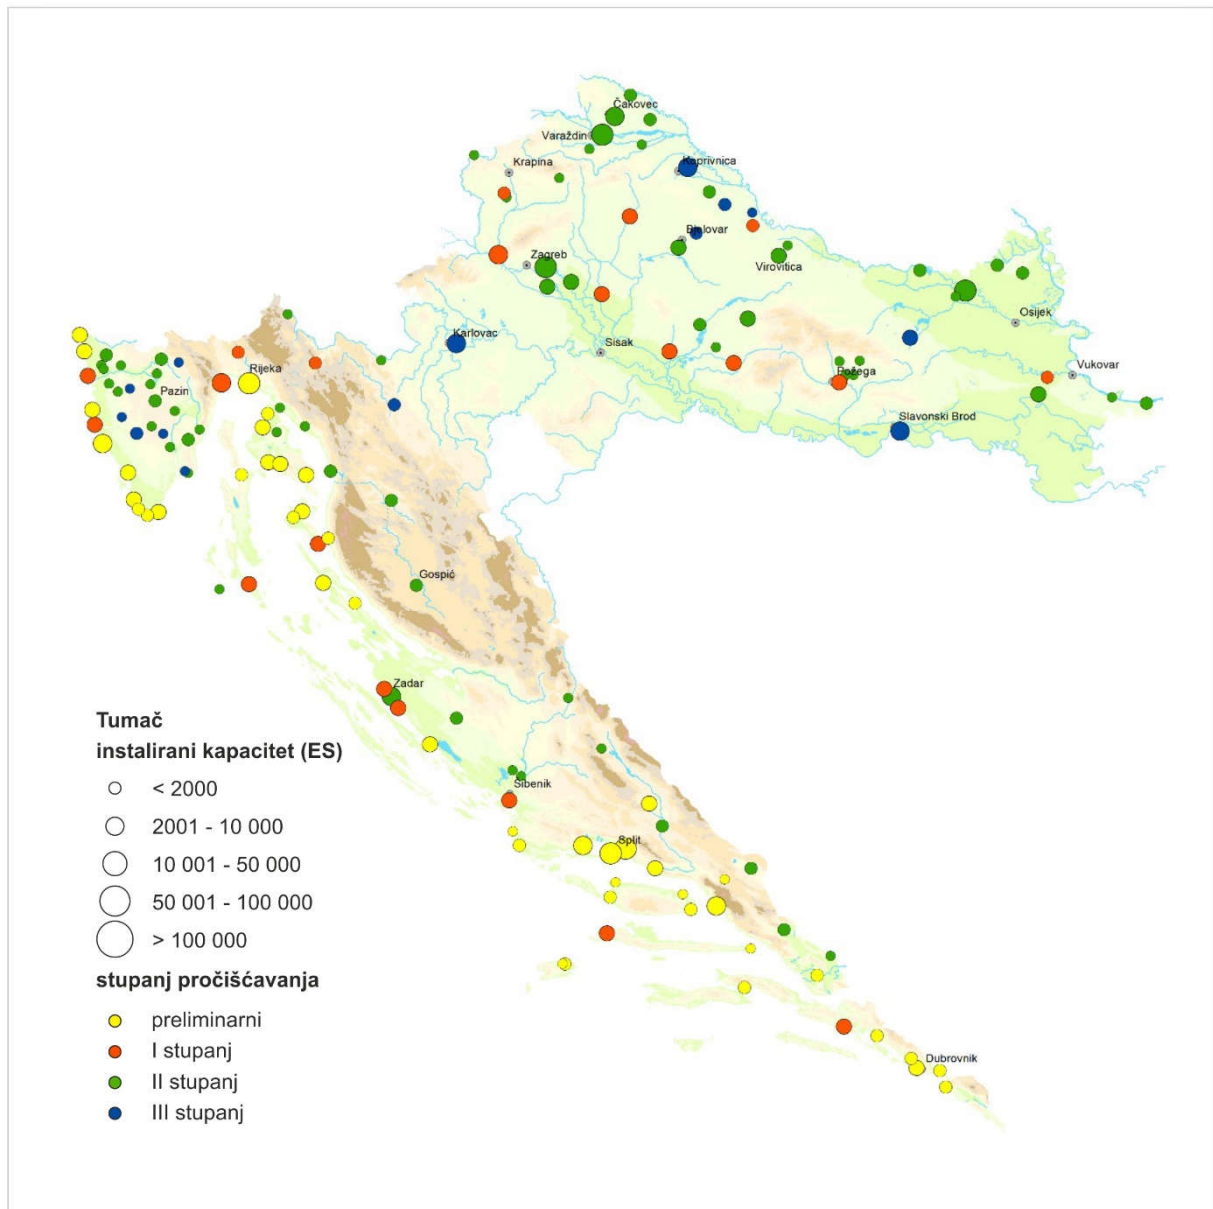 Čakovec
Varaždin
Krapina
Koprivnica
Bjelovar
Zagreb
Virovitica
Osijek
Karlovac
Sisak
Rijeka
Vukovar
Požega
Pazin
Slavonski Brod
Gospić
Zadar
Šibenik
Split
Dubrovnik
Tumač
instalirani kapacitet (ES)
< 2000
2001 - 10 000
10 001 - 50 000
50 001 - 100 000
> 100 000
stupanj pročišćavanja
preliminarni
I stupanj
II stupanj
III stupanj